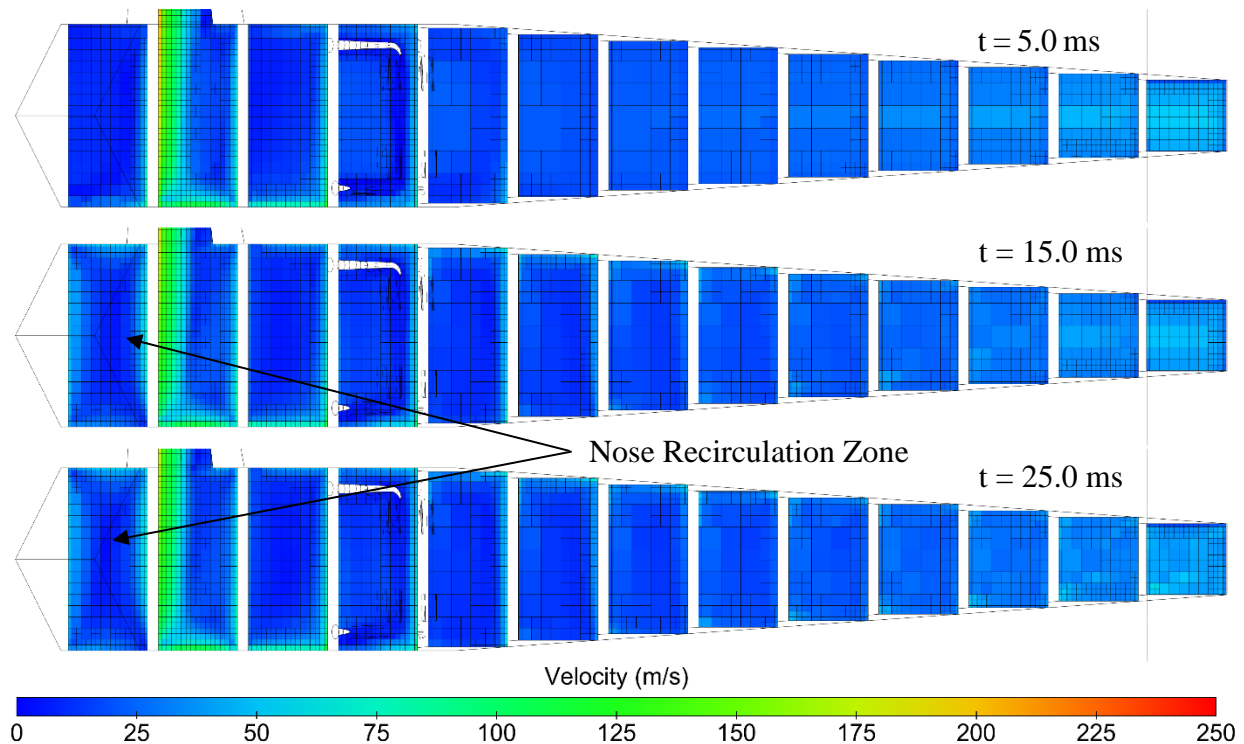 t = 5.0 ms
t = 15.0 ms
Nose Recirculation Zone
t = 25.0 ms
Velocity (m/s)
0 25 50 75 100 125 150 175 200 225 250